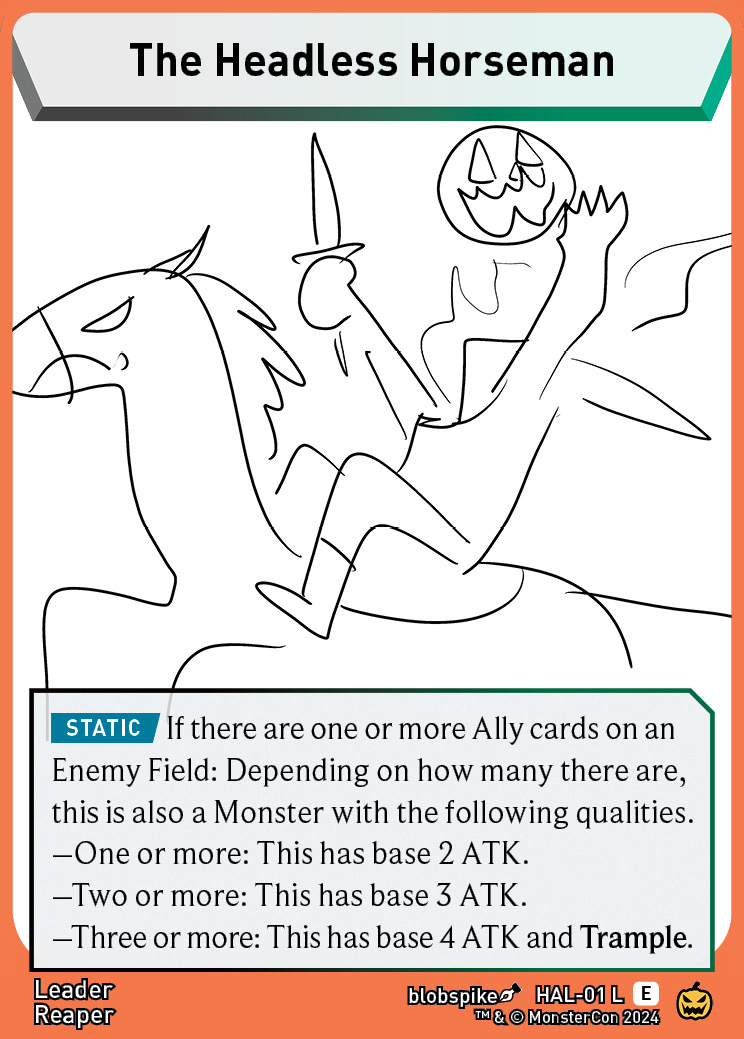 The Headless Horseman
STATIC If there are one or more Ally cards on an
Enemy Field: Depending on how many there are,
this is also a Monster with the following qualities.
–One or more: This has base 2 ATK.
–Two or more: This has base 3 ATK.
–Three or more: This has base 4 ATK and Trample.
Leader
Reaper
blobspike HAL-01 L E
™ & © MonsterCon 2024